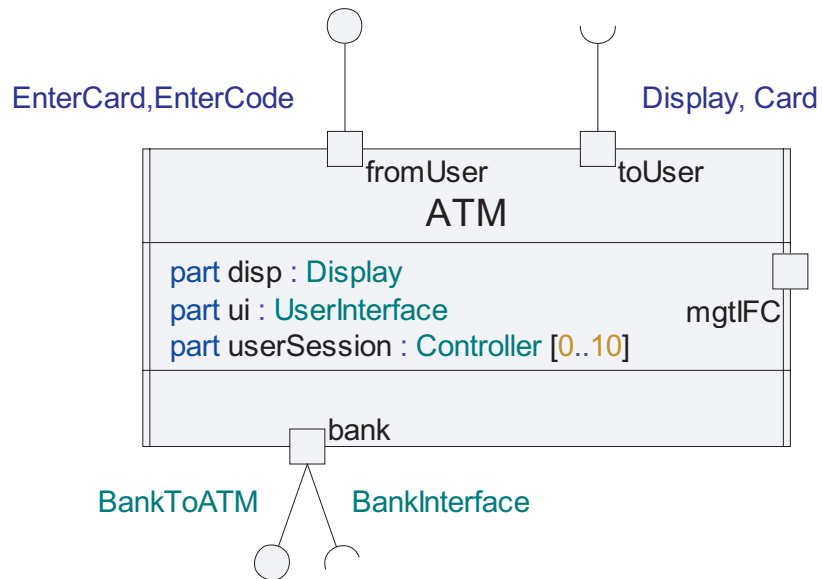 EnterCard,EnterCode
Display, Card
fromUser
toUser
ATM
part disp : Display
part ui : UserInterface
mgtIFC
part userSession : Controller [0..10]
bank
BankToATM
BankInterface